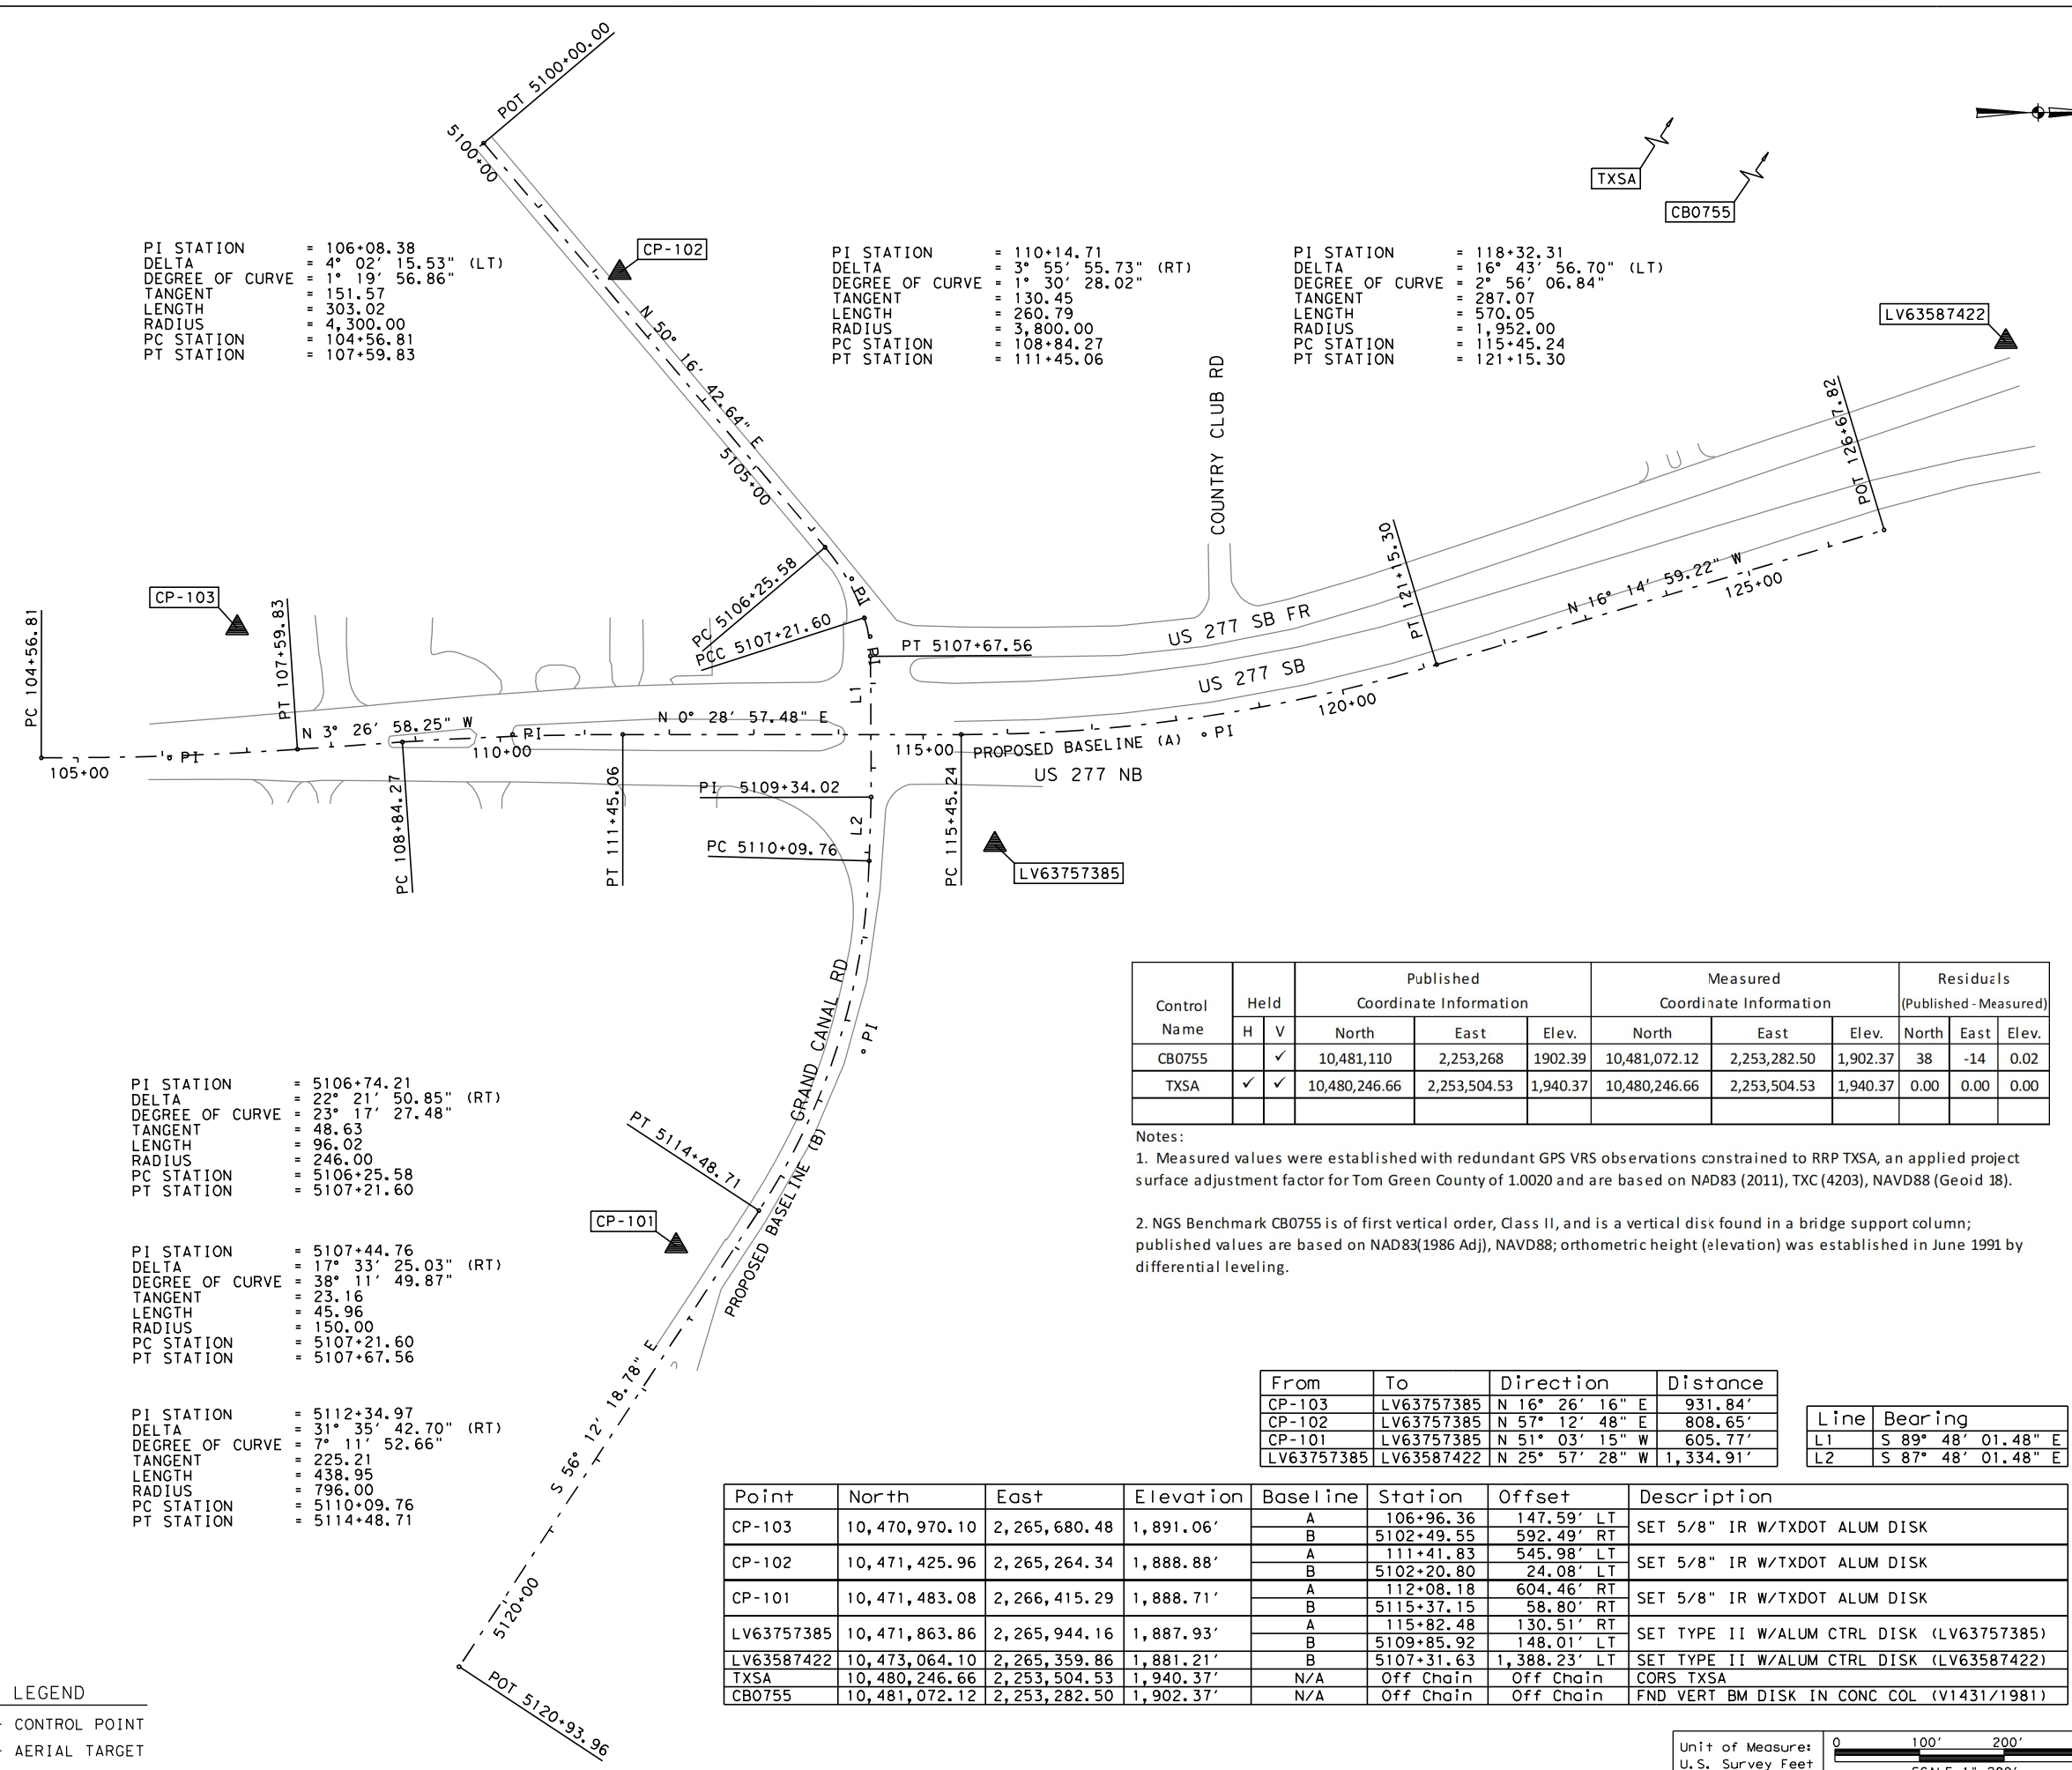 POT 5100+00.00
5100+00
TXSA
CB0755
CP-102
PI STATION = 106+08.38
DELTA = 4° 02′ 15.53" (LT)
DEGREE OF CURVE = 1° 19′ 56.86"
TANGENT = 151.57
LENGTH = 303.02
RADIUS = 4,300.00
PC STATION = 104+56.81
PT STATION = 107+59.83
PI STATION = 110+14.71
DELTA = 3° 55′ 55.73" (RT)
DEGREE OF CURVE = 1° 30′ 28.02"
TANGENT = 130.45
LENGTH = 260.79
RADIUS = 3,800.00
PC STATION = 108+84.27
PT STATION = 111+45.06
PI STATION = 118+32.31
DELTA = 16° 43′ 56.70" (LT)
DEGREE OF CURVE = 2° 56′ 06.84"
TANGENT = 287.07
LENGTH = 570.05
RADIUS = 1,952.00
PC STATION = 115+45.24
PT STATION = 121+15.30
LV63587422
N 50° 16′ 42.64" E
5105+00
COUNTRY CLUB RD
POT 126+67.82
PC 5106+25.58
PI
PCC 5107+21.60
PI
PT 5107+67.56
CP-103
PC 104+56.81
PT 107+59.83
US 277 SB FR
US 277 SB
PT 121+15.30
N 16° 14′ 59.22" W
125+00
120+00
L1
N 3° 26′ 58.25" W
N 0° 28′ 57.48" E
PI
PI
105+00
110+00
115+00
PROPOSED BASELINE (A)
PI
US 277 NB
PC 108+84.27
PT 111+45.06
PI 5109+34.02
L2
PC 5110+09.76
PC 115+45.24
LV63757385
GRAND CANAL RD
PI
Control Name Held Published Coordinate Information Measured Coordinate Information Residuals (Published - Measured)
H V North East Elev. North East Elev. North East Elev.
CB0755 ✓ 10,481,110 2,253,268 1902.39 10,481,072.12 2,253,282.50 1,902.37 38 -14 0.02
TXSA ✓ ✓ 10,480,246.66 2,253,504.53 1,940.37 10,480,246.66 2,253,504.53 1,940.37 0.00 0.00 0.00
Notes:
1. Measured values were established with redundant GPS VRS observations constrained to RRP TXSA, an applied project
surface adjustment factor for Tom Green County of 1.0020 and are based on NAD83 (2011), TXC (4203), NAVD88 (Geoid 18).
2. NGS Benchmark CB0755 is of first vertical order, Class II, and is a vertical disk found in a bridge support column;
published values are based on NAD83(1986 Adj), NAVD88; orthometric height (elevation) was established in June 1991 by
differential leveling.
PI STATION = 5106+74.21
DELTA = 22° 21′ 50.85" (RT)
DEGREE OF CURVE = 23° 17′ 27.48"
TANGENT = 48.63
LENGTH = 96.02
RADIUS = 246.00
PC STATION = 5106+25.58
PT STATION = 5107+21.60
PI STATION = 5107+44.76
DELTA = 17° 33′ 25.03" (RT)
DEGREE OF CURVE = 38° 11′ 49.87"
TANGENT = 23.16
LENGTH = 45.96
RADIUS = 150.00
PC STATION = 5107+21.60
PT STATION = 5107+67.56
PI STATION = 5112+34.97
DELTA = 31° 35′ 42.70" (RT)
DEGREE OF CURVE = 7° 11′ 52.66"
TANGENT = 225.21
LENGTH = 438.95
RADIUS = 796.00
PC STATION = 5110+09.76
PT STATION = 5114+48.71
PT 5114+48.71
CP-101
PROPOSED BASELINE (B)
S 56° 12′ 18.78" E
5120+00
POT 5120+93.96
From To Direction Distance
CP-103 LV63757385 N 16° 26′ 16" E 931.84′
CP-102 LV63757385 N 57° 12′ 48" E 808.65′
CP-101 LV63757385 N 51° 03′ 15" W 605.77′
LV63757385 LV63587422 N 25° 57′ 28" W 1,334.91′
Line Bearing
L1 S 89° 48′ 01.48" E
L2 S 87° 48′ 01.48" E
Point North East Elevation Baseline Station Offset Description
CP-103 10,470,970.10 2,265,680.48 1,891.06′ A 106+96.36 147.59′ LT SET 5/8" IR W/TXDOT ALUM DISK
B 5102+49.55 592.49′ RT
CP-102 10,471,425.96 2,265,264.34 1,888.88′ A 111+41.83 545.98′ LT SET 5/8" IR W/TXDOT ALUM DISK
B 5102+20.80 24.08′ LT
CP-101 10,471,483.08 2,266,415.29 1,888.71′ A 112+08.18 604.46′ RT SET 5/8" IR W/TXDOT ALUM DISK
B 5115+37.15 58.80′ RT
LV63757385 10,471,863.86 2,265,944.16 1,887.93′ A 115+82.48 130.51′ RT SET TYPE II W/ALUM CTRL DISK (LV63757385)
B 5109+85.92 148.01′ LT
LV63587422 10,473,064.10 2,265,359.86 1,881.21′ B 5107+31.63 1,388.23′ LT SET TYPE II W/ALUM CTRL DISK (LV63587422)
TXSA 10,480,246.66 2,253,504.53 1,940.37′ N/A Off Chain Off Chain CORS TXSA
CB0755 10,481,072.12 2,253,282.50 1,902.37′ N/A Off Chain Off Chain FND VERT BM DISK IN CONC COL (V1431/1981)
LEGEND
- CONTROL POINT
- AERIAL TARGET
Unit of Measure:
U.S. Survey Feet
0 100′ 200′